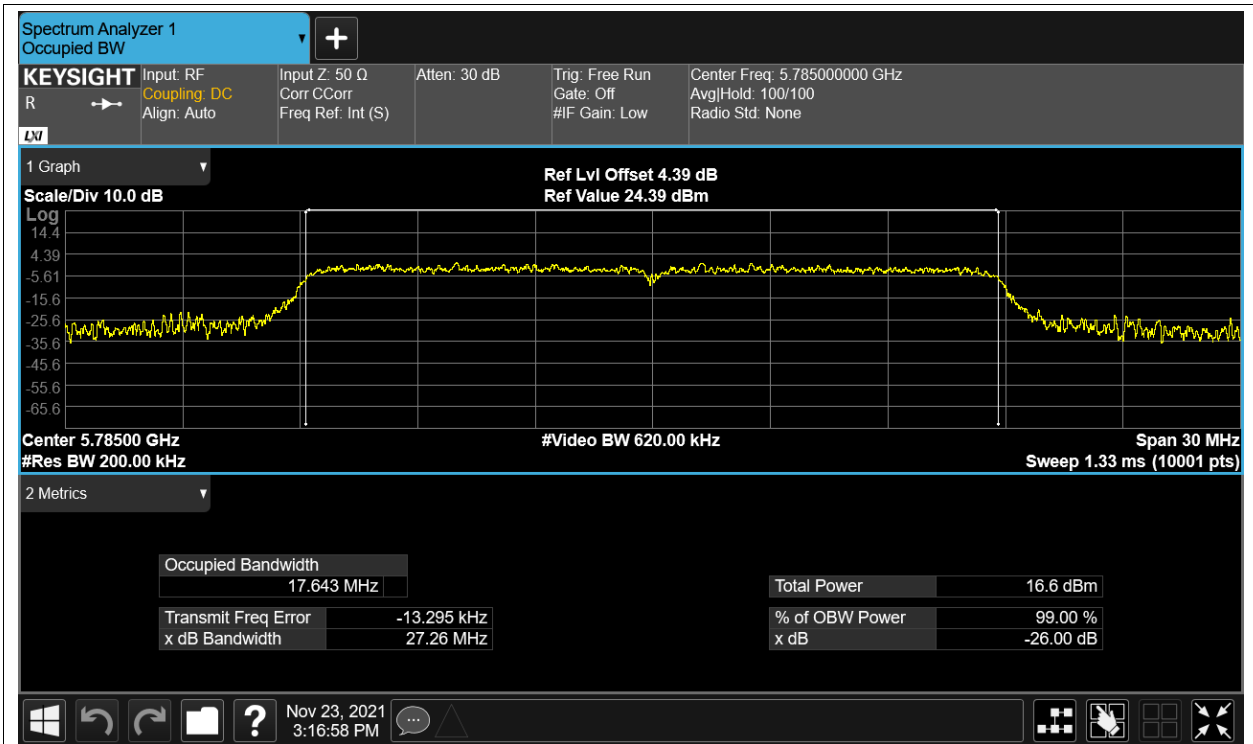 Spectrum Analyzer 1
Occupied BW
KEYSIGHT
R
LXI
Input: RF
Coupling: DC
Align: Auto
Input Z: 50 Ω
Corr CCorr
Freq Ref: Int (S)
Atten: 30 dB
Trig: Free Run
Gate: Off
#IF Gain: Low
Center Freq: 5.785000000 GHz
Avg|Hold: 100/100
Radio Std: None
1 Graph
Scale/Div 10.0 dB
Ref Lvl Offset 4.39 dB
Ref Value 24.39 dBm
Log
14.4
4.39
-5.61
-15.6
-25.6
-35.6
-45.6
-55.6
-65.6
Center 5.78500 GHz
#Video BW 620.00 kHz
Span 30 MHz
#Res BW 200.00 kHz
Sweep 1.33 ms (10001 pts)
2 Metrics
Occupied Bandwidth
17.643 MHz
Total Power 16.6 dBm
Transmit Freq Error -13.295 kHz
% of OBW Power 99.00 %
x dB Bandwidth 27.26 MHz
x dB -26.00 dB
?
Nov 23, 2021
3:16:58 PM